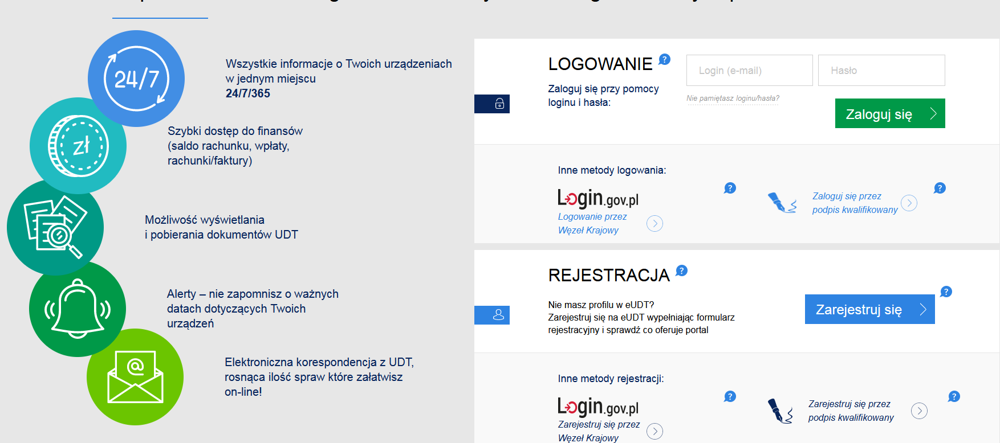 24/7
Wszystkie informacje o Twoich urządzeniach
w jednym miejscu
24/7/365
zł
Szybki dostęp do finansów
(saldo rachunku, wpłaty,
rachunki/faktury)
Możliwość wyświetlania
i pobierania dokumentów UDT
Alerty – nie zapomnisz o ważnych
datach dotyczących Twoich
urządzeń
@
Elektroniczna korespondencja z UDT,
rosnąca ilość spraw które załatwisz
on-line!
LOGOWANIE ?
Zaloguj się przy pomocy
loginu i hasła:
Login (e-mail) Hasło
Nie pamiętasz loginu/hasła?
Zaloguj się
Inne metody logowania:
? ?
Login.gov.pl
Logowanie przez
Węzeł Krajowy
Zaloguj się przez
podpis kwalifikowany
REJESTRACJA ?
Nie masz profilu w eUDT?
Zarejestruj się na eUDT wypełniając formularz
rejestracyjny i sprawdź co oferuje portal
?
Zarejestruj się
Inne metody rejestracji:
? ?
Login.gov.pl
Zarejestruj się przez
Węzeł Krajowy
Zarejestruj się przez
podpis kwalifikowany